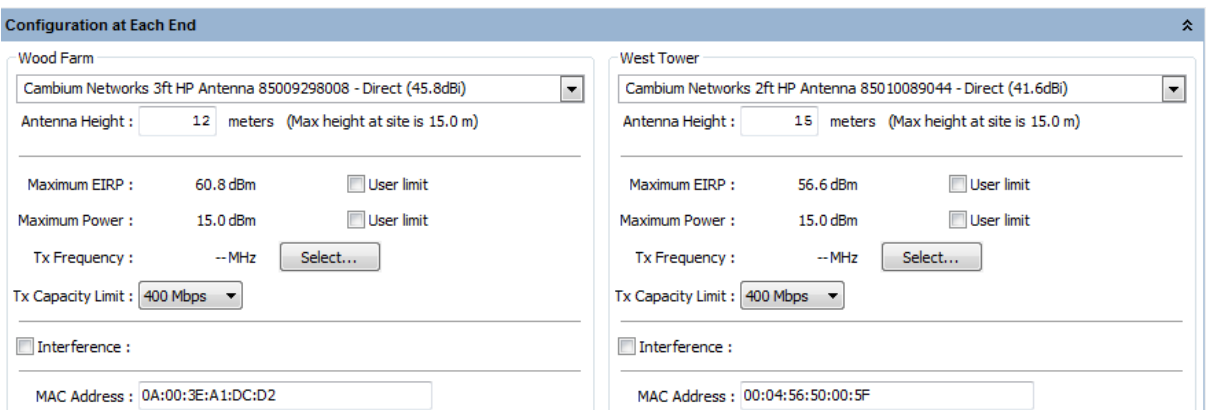 Configuration at Each End
Wood Farm
Cambium Networks 3ft HP Antenna 85009298008 - Direct (45.8dBi)
Antenna Height : 12 meters (Max height at site is 15.0 m)
Maximum EIRP : 60.8 dBm User limit
Maximum Power : 15.0 dBm User limit
Tx Frequency : -- MHz Select...
Tx Capacity Limit : 400 Mbps
Interference :
MAC Address : 0A:00:3E:A1:DC:D2
West Tower
Cambium Networks 2ft HP Antenna 85010089044 - Direct (41.6dBi)
Antenna Height : 15 meters (Max height at site is 15.0 m)
Maximum EIRP : 56.6 dBm User limit
Maximum Power : 15.0 dBm User limit
Tx Frequency : -- MHz Select...
Tx Capacity Limit : 400 Mbps
Interference :
MAC Address : 00:04:56:50:00:5F